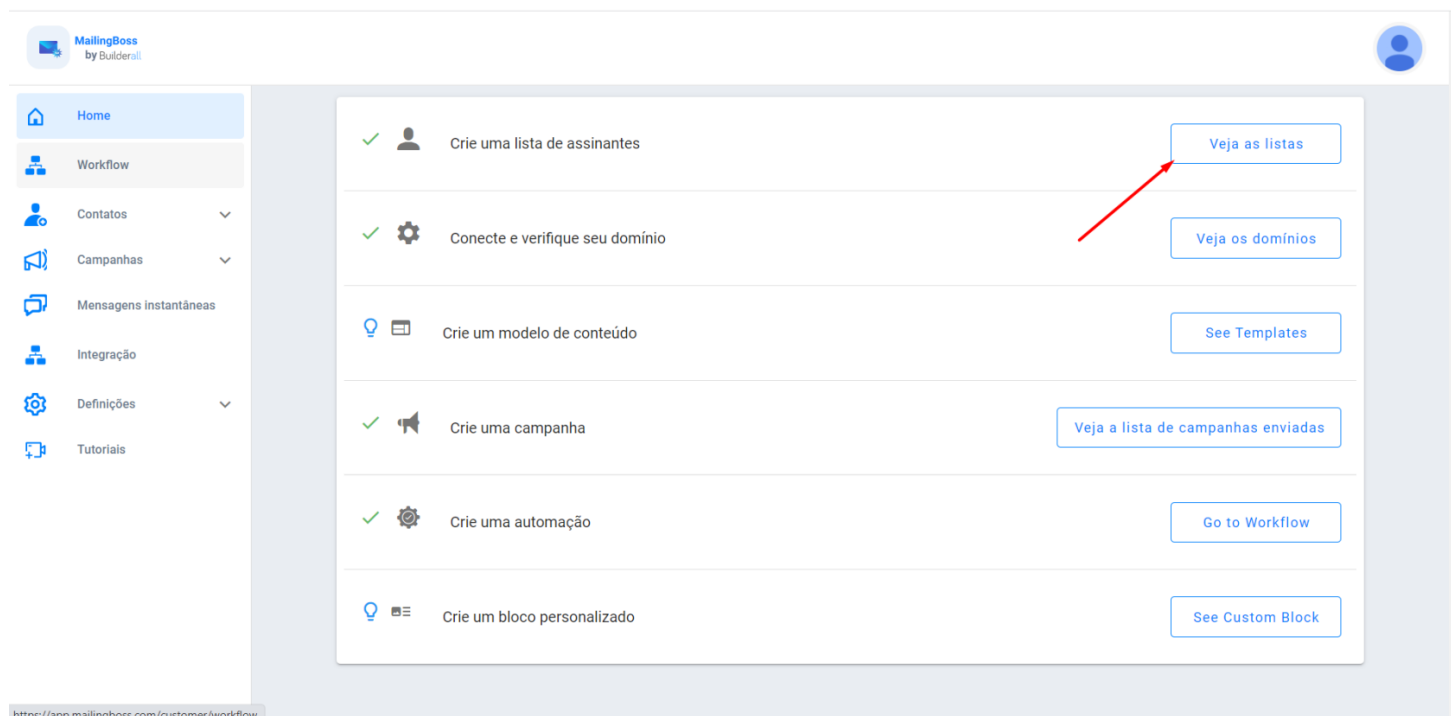 MailingBoss
by Builderall
Home
Workflow
Contatos
Campanhas
Mensagens instantâneas
Integração
Definições
Tutoriais
Crie uma lista de assinantes
Veja as listas
Conecte e verifique seu domínio
Veja os domínios
Crie um modelo de conteúdo
See Templates
Crie uma campanha
Veja a lista de campanhas enviadas
Crie uma automação
Go to Workflow
Crie um bloco personalizado
See Custom Block
https://app.mailingboss.com/customer/workflow